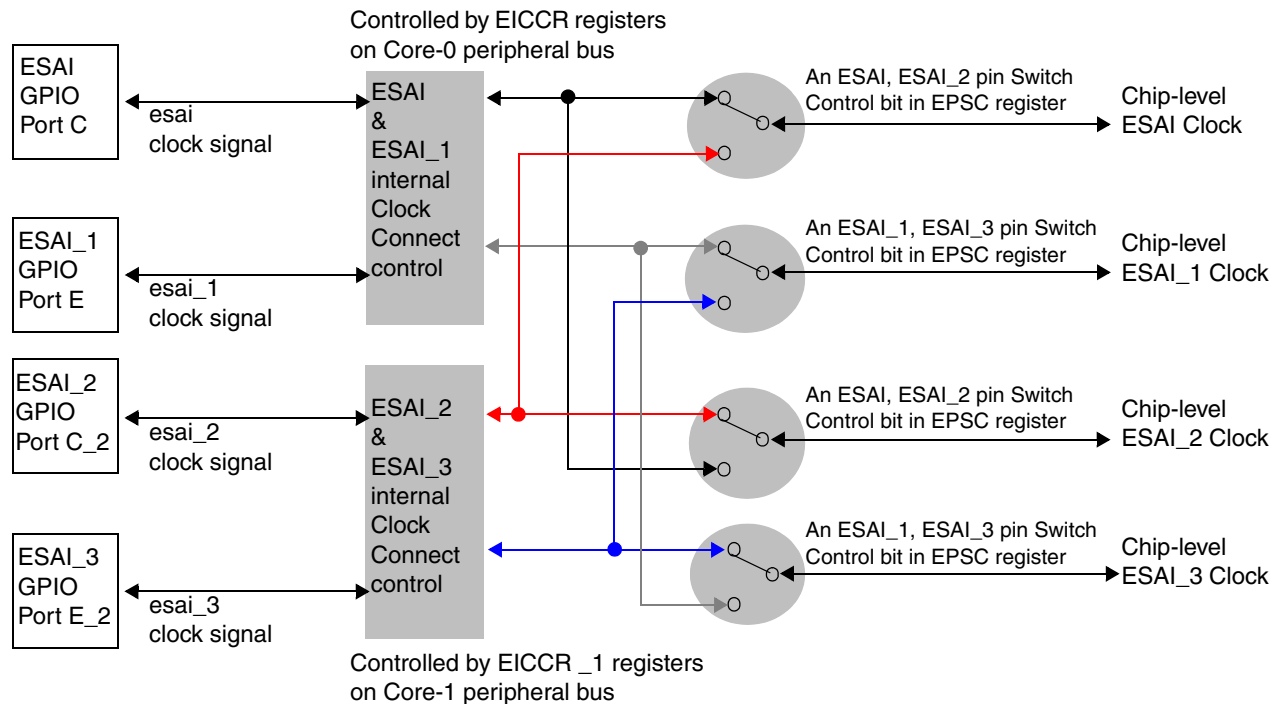 Controlled by EICCR registers
on Core-0 peripheral bus
ESAI
GPIO
Port C
esai
clock signal
ESAI
&
ESAI_1
internal
Clock
Connect
control
An ESAI, ESAI_2 pin Switch
Control bit in EPSC register
Chip-level
ESAI Clock
ESAI_1
GPIO
Port E
esai_1
clock signal
An ESAI_1, ESAI_3 pin Switch
Control bit in EPSC register
Chip-level
ESAI_1 Clock
ESAI_2
GPIO
Port C_2
esai_2
clock signal
ESAI_2
&
ESAI_3
internal
Clock
Connect
control
An ESAI, ESAI_2 pin Switch
Control bit in EPSC register
Chip-level
ESAI_2 Clock
ESAI_3
GPIO
Port E_2
esai_3
clock signal
An ESAI_1, ESAI_3 pin Switch
Control bit in EPSC register
Chip-level
ESAI_3 Clock
Controlled by EICCR _1 registers
on Core-1 peripheral bus